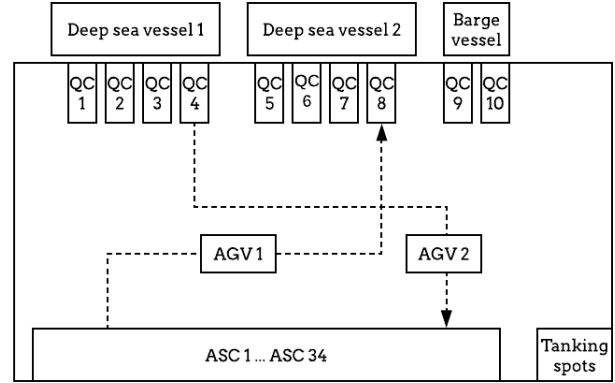 Deep sea vessel 1
Deep sea vessel 2
Barge
vessel
QC
1
QC
2
QC
3
QC
4
QC
5
QC
6
QC
7
QC
8
QC
9
QC
10
AGV 1
AGV 2
ASC 1 ... ASC 34
Tanking
spots